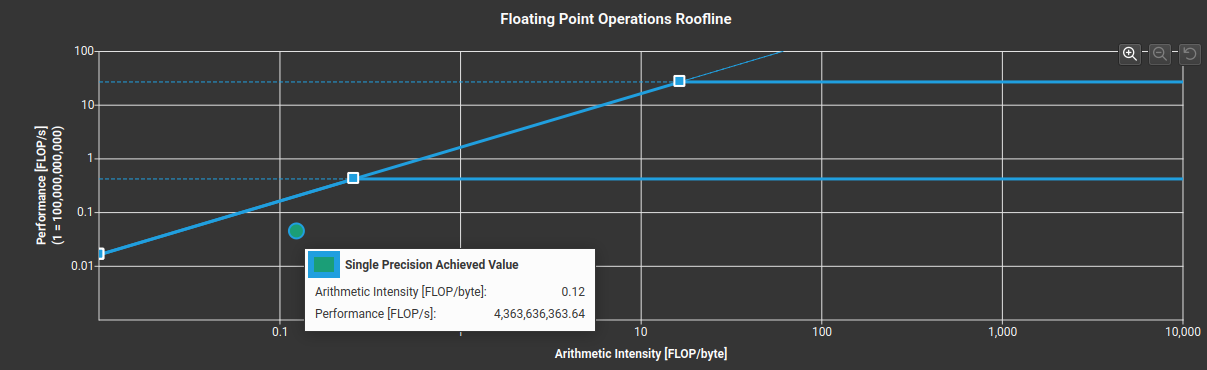 Floating Point Operations Roofline
Performance [FLOP/s]
(1 = 100,000,000,000)
100
10
1
0.1
0.01
Single Precision Achieved Value
Arithmetic Intensity [FLOP/byte]: 0.12
Performance [FLOP/s]: 4,363,636,363.64
0.1 10 100 1,000 10,000
Arithmetic Intensity [FLOP/byte]